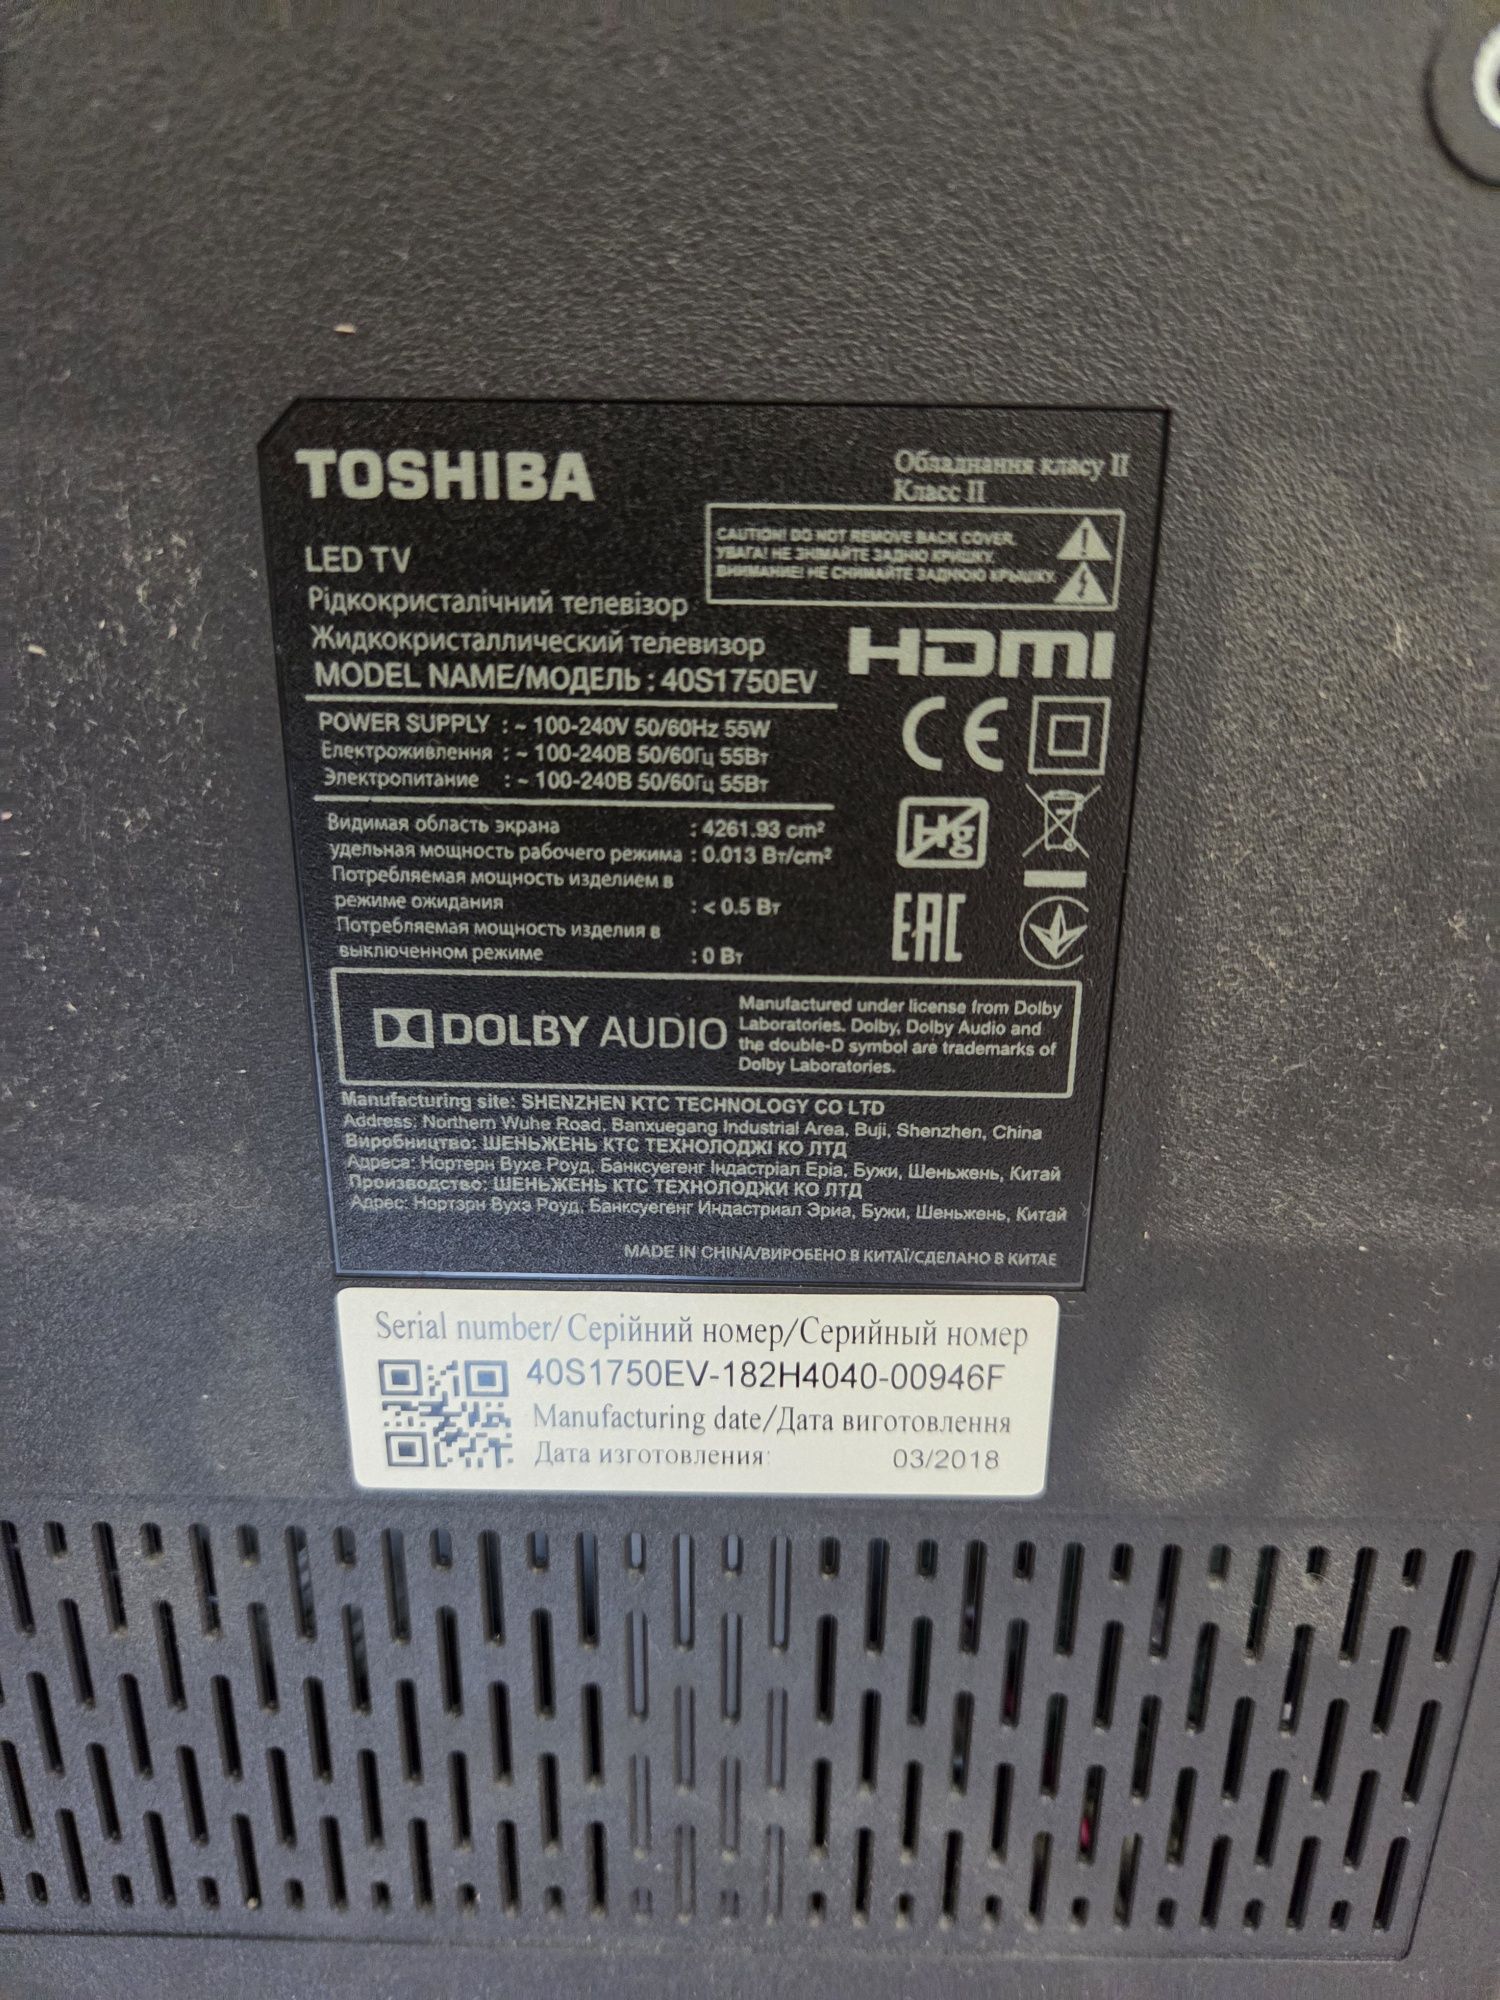 TOSHIBA
Обладнання класу II
Класс II
CAUTION! DO NOT REMOVE BACK COVER.
УВАГА! НЕ ЗНІМАЙТЕ ЗАДНЮ КРИШКУ.
ВНИМАНИЕ! НЕ СНИМАЙТЕ ЗАДНЮЮ КРЫШКУ.
LED TV
Рідкокристалічний телевізор
Жидкокристаллический телевизор
MODEL NAME/МОДЕЛЬ : 40S1750EV
HDMI
POWER SUPPLY : ~ 100-240V 50/60Hz 55W
Електроживлення : ~ 100-240В 50/60Гц 55Вт
Электропитание : ~ 100-240В 50/60Гц 55Вт
CE
Видимая область экрана : 4261.93 cm²
удельная мощность рабочего режима : 0.013 Вт/cm²
Потребляемая мощность изделием в
режиме ожидания : < 0.5 Вт
Потребляемая мощность изделия в
выключенном режиме : 0 Вт
Hg
EAC
DOLBY AUDIO
Manufactured under license from Dolby
Laboratories. Dolby, Dolby Audio and
the double-D symbol are trademarks of
Dolby Laboratories.
Manufacturing site: SHENZHEN KTC TECHNOLOGY CO LTD
Address: Northern Wuhe Road, Banxuegang Industrial Area, Buji, Shenzhen, China
Виробництво: ШЕНЬЖЕНЬ КТС ТЕХНОЛОДЖІ КО ЛТД
Адреса: Нортерн Вухе Роуд, Банксуегенг Індастріал Еріа, Бужи, Шеньжень, Китай
Производство: ШЕНЬЖЕНЬ КТС ТЕХНОЛОДЖИ КО ЛТД
Адрес: Нортэрн Вухэ Роуд, Банксуегенг Индастриал Эриа, Бужи, Шеньжень, Китай
MADE IN CHINA/ВИРОБЕНО В КИТАЇ/СДЕЛАНО В КИТАЕ
Serial number/ Серійний номер/Серийный номер
40S1750EV-182H4040-00946F
Manufacturing date/Дата виготовлення
Дата изготовления: 03/2018